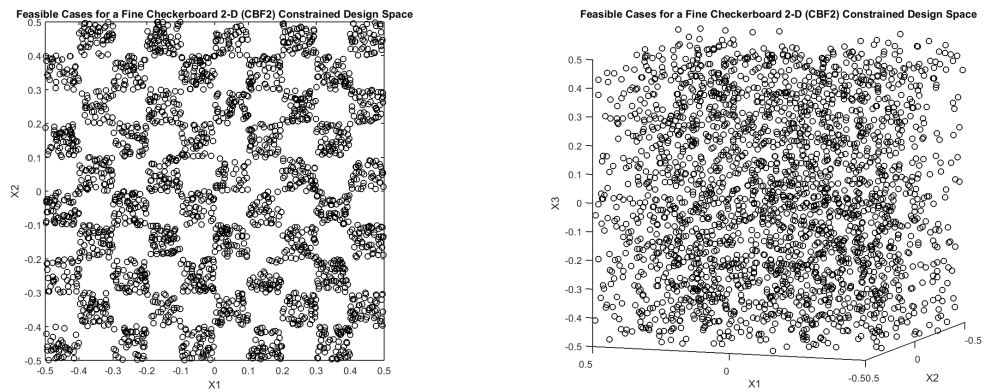 Feasible Cases for a Fine Checkerboard 2-D (CBF2) Constrained Design Space
0.5
0.4
0.3
0.2
0.1
0
-0.1
-0.2
-0.3
-0.4
-0.5
X2
-0.5 -0.4 -0.3 -0.2 -0.1 0 0.1 0.2 0.3 0.4 0.5
X1
Feasible Cases for a Fine Checkerboard 2-D (CBF2) Constrained Design Space
0.5
0.4
0.3
0.2
0.1
0
-0.1
-0.2
-0.3
-0.4
-0.5
X3
0.5 0 -0.5
X1
0.5 0 -0.5
X2